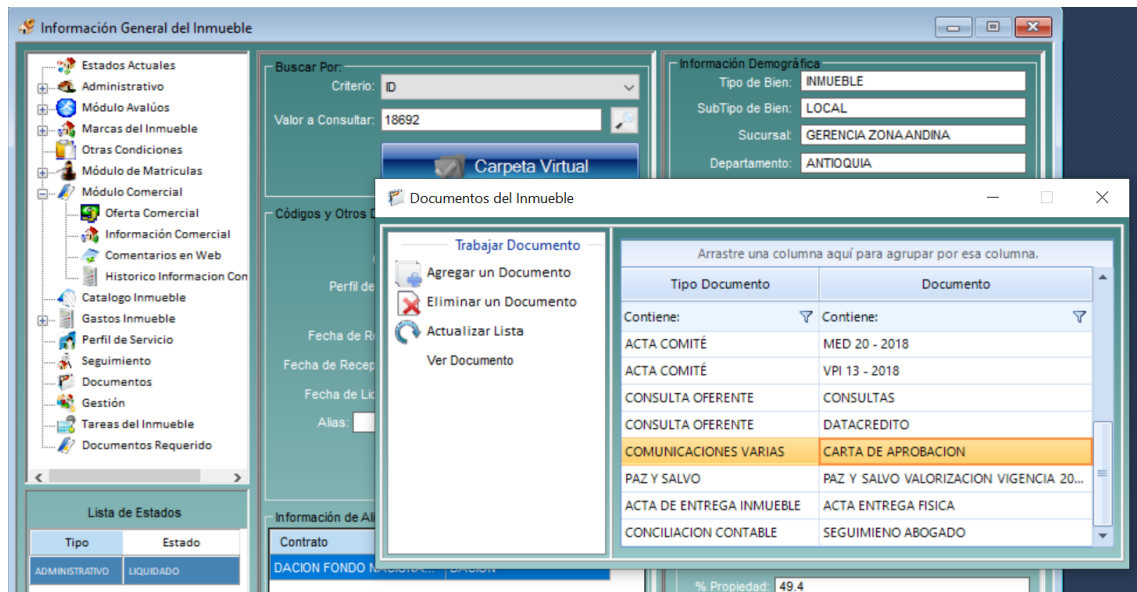 Información General del Inmueble
Estados Actuales
Administrativo
Módulo Avalúos
Marcas del Inmueble
Otras Condiciones
Módulo de Matriculas
Módulo Comercial
Oferta Comercial
Información Comercial
Comentarios en Web
Historico Informacion Con
Catalogo Inmueble
Gastos Inmueble
Perfil de Servicio
Seguimiento
Documentos
Gestión
Tareas del Inmueble
Documentos Requerido
Lista de Estados
Tipo Estado
ADMINISTRATIVO LIQUIDADO
Buscar Por:
Criterio: ID
Valor a Consultar: 18692
Carpeta Virtual
Códigos y Otros D
Perfil de
Fecha de R
Fecha de Recep
Fecha de Lic
Alias:
Información de Ali
Contrato
DACION FONDO NACIONA... DACION
Información Demográfica
Tipo de Bien: INMUEBLE
SubTipo de Bien: LOCAL
Sucursal: GERENCIA ZONA ANDINA
Departamento: ANTIOQUIA
% Propiedad: 49.4
Documentos del Inmueble
Trabajar Documento
Agregar un Documento
Eliminar un Documento
Actualizar Lista
Ver Documento
Arrastre una columna aquí para agrupar por esa columna.
Tipo Documento Documento
Contiene: Contiene:
ACTA COMITÉ MED 20 - 2018
ACTA COMITÉ VPI 13 - 2018
CONSULTA OFERENTE CONSULTAS
CONSULTA OFERENTE DATACREDITO
COMUNICACIONES VARIAS CARTA DE APROBACION
PAZ Y SALVO PAZ Y SALVO VALORIZACION VIGENCIA 20...
ACTA DE ENTREGA INMUEBLE ACTA ENTREGA FISICA
CONCILIACION CONTABLE SEGUIMIENO ABOGADO